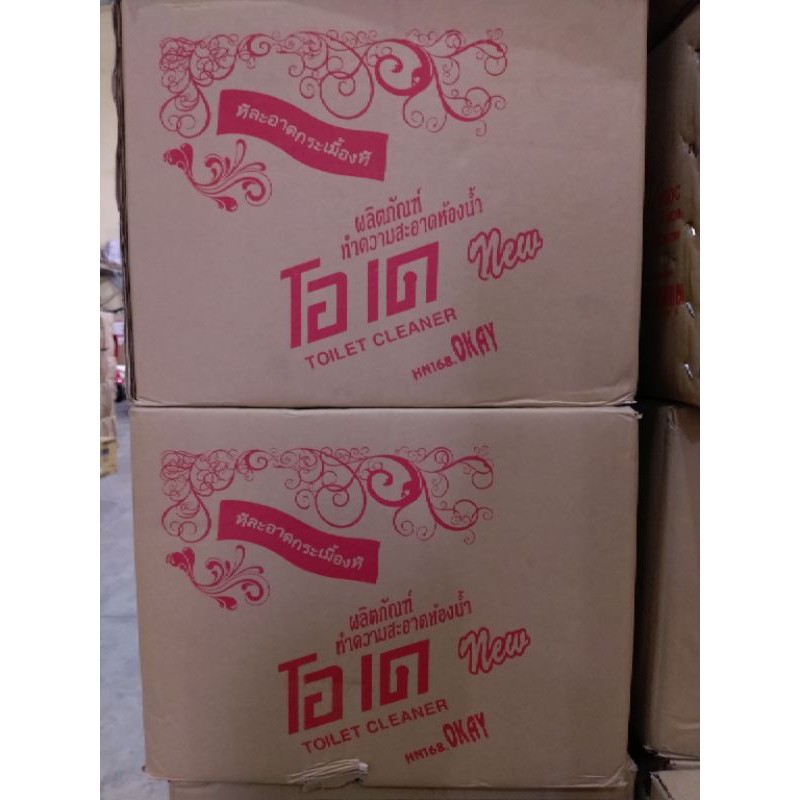 ทีละอาดกระเมื้องที
ผลิตภัณฑ์
ทำความสะอาดห้องน้ำ
โอ เด New
TOILET CLEANER
HM168.OKAY
ทีละอาดกระเมื้องที
ผลิตภัณฑ์
ทำความสะอาดห้องน้ำ
โอ เด New
TOILET CLEANER
HM168.OKAY